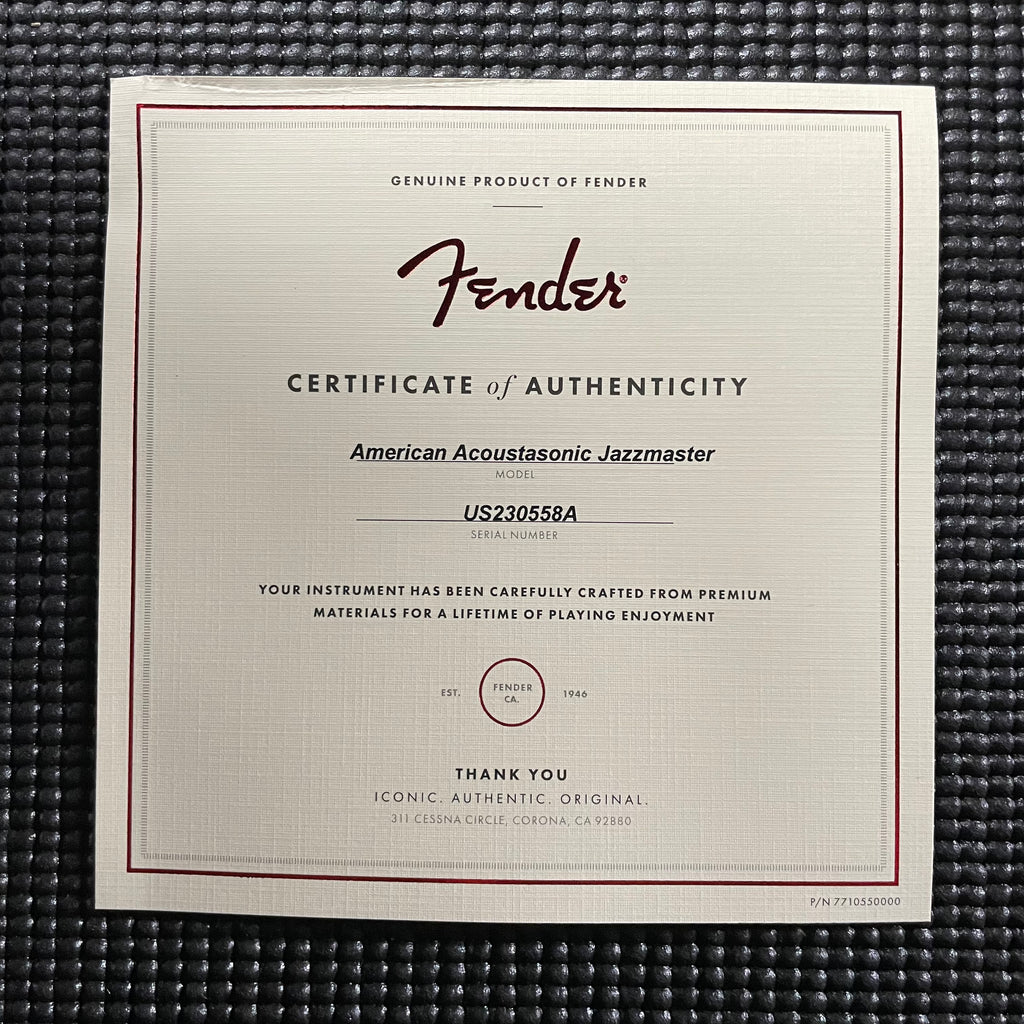 GENUINE PRODUCT OF FENDER
Fender®
CERTIFICATE of AUTHENTICITY
American Acoustasonic Jazzmaster
MODEL
US230558A
SERIAL NUMBER
YOUR INSTRUMENT HAS BEEN CAREFULLY CRAFTED FROM PREMIUM
MATERIALS FOR A LIFETIME OF PLAYING ENJOYMENT
EST. FENDER CA. 1946
THANK YOU
ICONIC. AUTHENTIC. ORIGINAL.
311 CESSNA CIRCLE, CORONA, CA 92880
P/N 7710550000